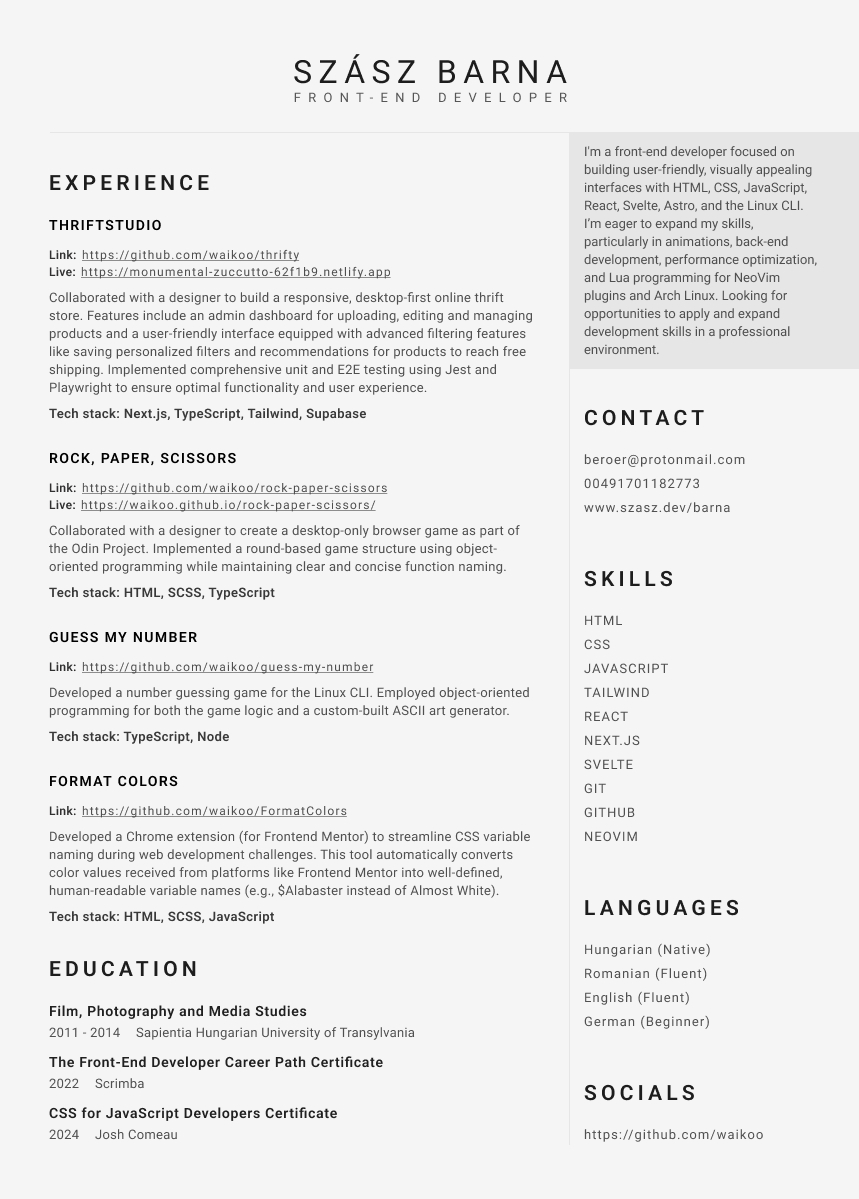 SZÁSZ BARNA
FRONT-END DEVELOPER
EXPERIENCE
THRIFTSTUDIO
Link: https://github.com/waikoo/thrifty
Live: https://monumental-zuccutto-62f1b9.netlify.app
Collaborated with a designer to build a responsive, desktop-first online thrift
store. Features include an admin dashboard for uploading, editing and managing
products and a user-friendly interface equipped with advanced filtering features
like saving personalized filters and recommendations for products to reach free
shipping. Implemented comprehensive unit and E2E testing using Jest and
Playwright to ensure optimal functionality and user experience.
Tech stack: Next.js, TypeScript, Tailwind, Supabase
ROCK, PAPER, SCISSORS
Link: https://github.com/waikoo/rock-paper-scissors
Live: https://waikoo.github.io/rock-paper-scissors/
Collaborated with a designer to create a desktop-only browser game as part of
the Odin Project. Implemented a round-based game structure using object-
oriented programming while maintaining clear and concise function naming.
Tech stack: HTML, SCSS, TypeScript
GUESS MY NUMBER
Link: https://github.com/waikoo/guess-my-number
Developed a number guessing game for the Linux CLI. Employed object-oriented
programming for both the game logic and a custom-built ASCII art generator.
Tech stack: TypeScript, Node
FORMAT COLORS
Link: https://github.com/waikoo/FormatColors
Developed a Chrome extension (for Frontend Mentor) to streamline CSS variable
naming during web development challenges. This tool automatically converts
color values received from platforms like Frontend Mentor into well-defined,
human-readable variable names (e.g., $Alabaster instead of Almost White).
Tech stack: HTML, SCSS, JavaScript
EDUCATION
Film, Photography and Media Studies
2011 - 2014 Sapientia Hungarian University of Transylvania
The Front-End Developer Career Path Certificate
2022 Scrimba
CSS for JavaScript Developers Certificate
2024 Josh Comeau
I'm a front-end developer focused on
building user-friendly, visually appealing
interfaces with HTML, CSS, JavaScript,
React, Svelte, Astro, and the Linux CLI.
I'm eager to expand my skills,
particularly in animations, back-end
development, performance optimization,
and Lua programming for NeoVim
plugins and Arch Linux. Looking for
opportunities to apply and expand
development skills in a professional
environment.
CONTACT
beroer@protonmail.com
00491701182773
www.szasz.dev/barna
SKILLS
HTML
CSS
JAVASCRIPT
TAILWIND
REACT
NEXT.JS
SVELTE
GIT
GITHUB
NEOVIM
LANGUAGES
Hungarian (Native)
Romanian (Fluent)
English (Fluent)
German (Beginner)
SOCIALS
https://github.com/waikoo